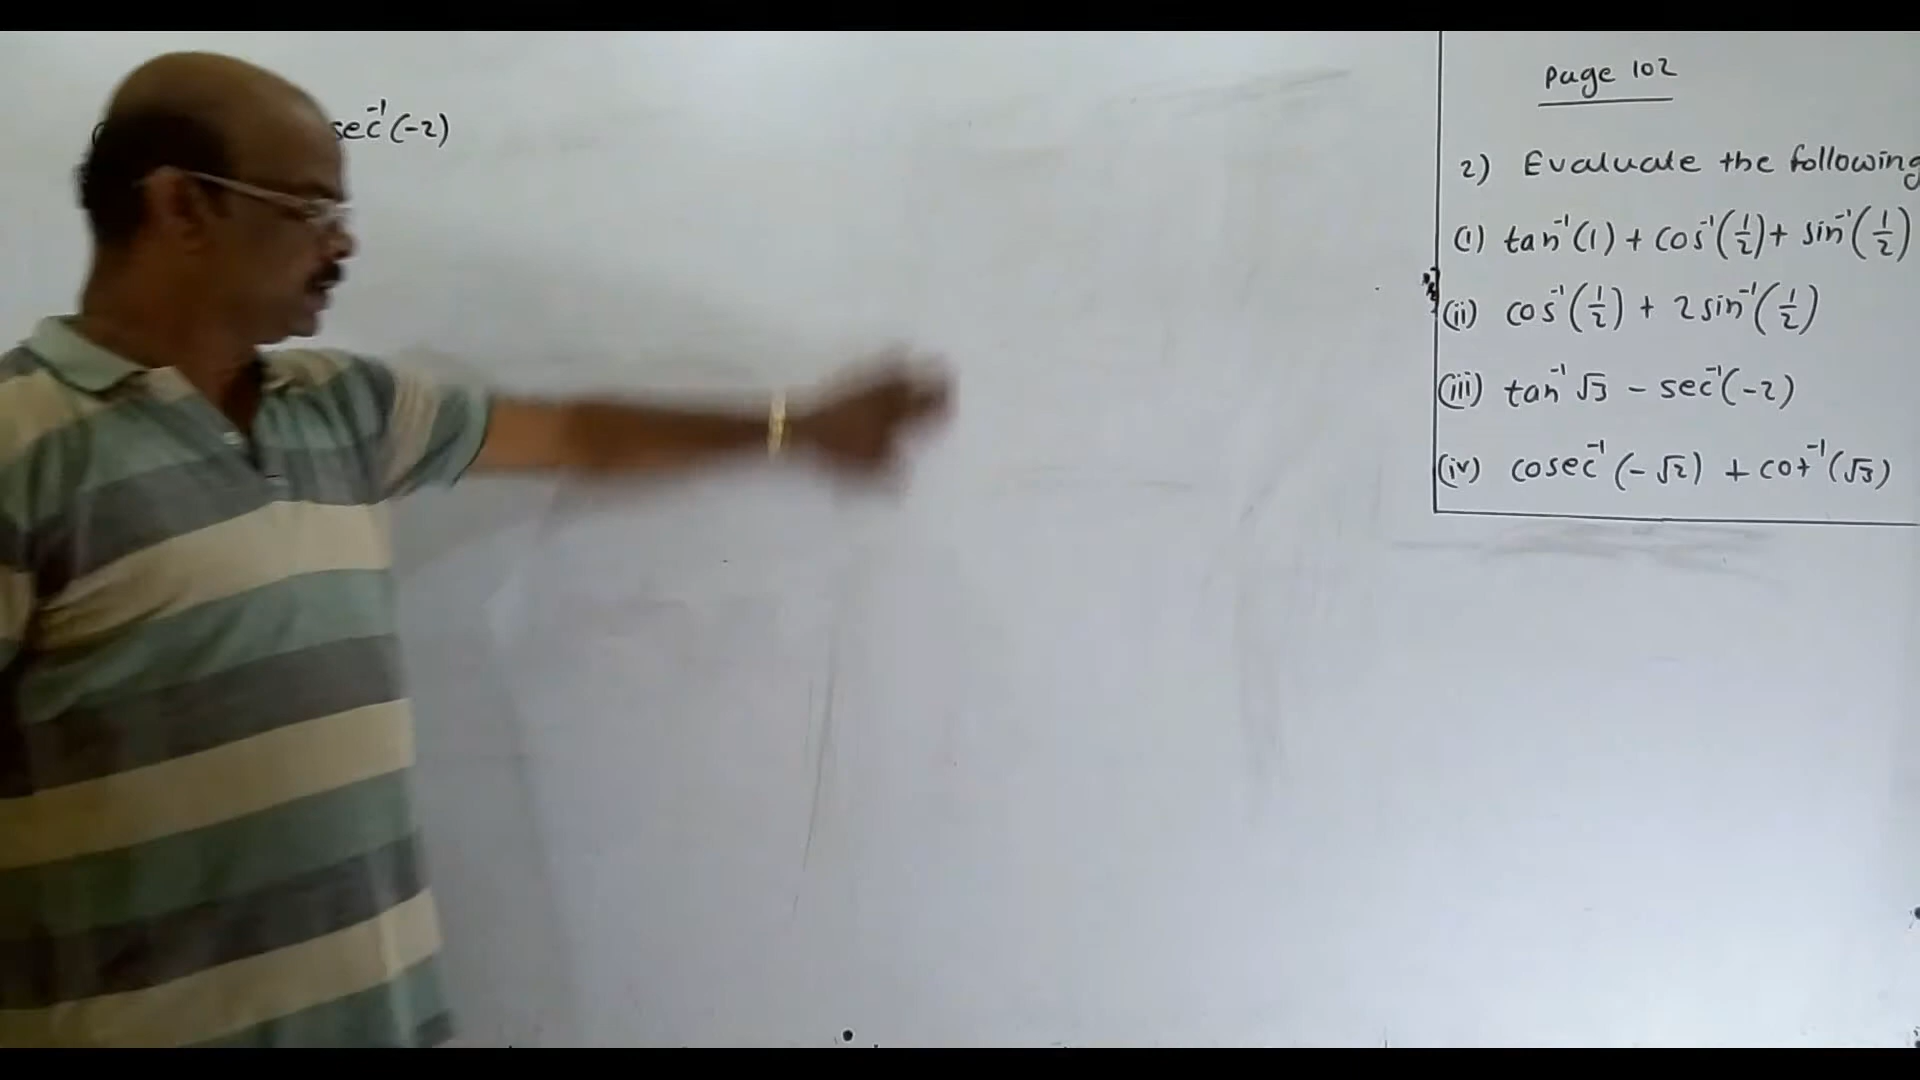 sec⁻¹(-2)
Page 102
2) Evaluate the following
(i) tan⁻¹(1) + cos⁻¹(1/2) + sin⁻¹(1/2)
(ii) cos⁻¹(1/2) + 2 sin⁻¹(1/2)
(iii) tan⁻¹ √3 - sec⁻¹(-2)
(iv) cosec⁻¹(-√2) + cot⁻¹(√3)